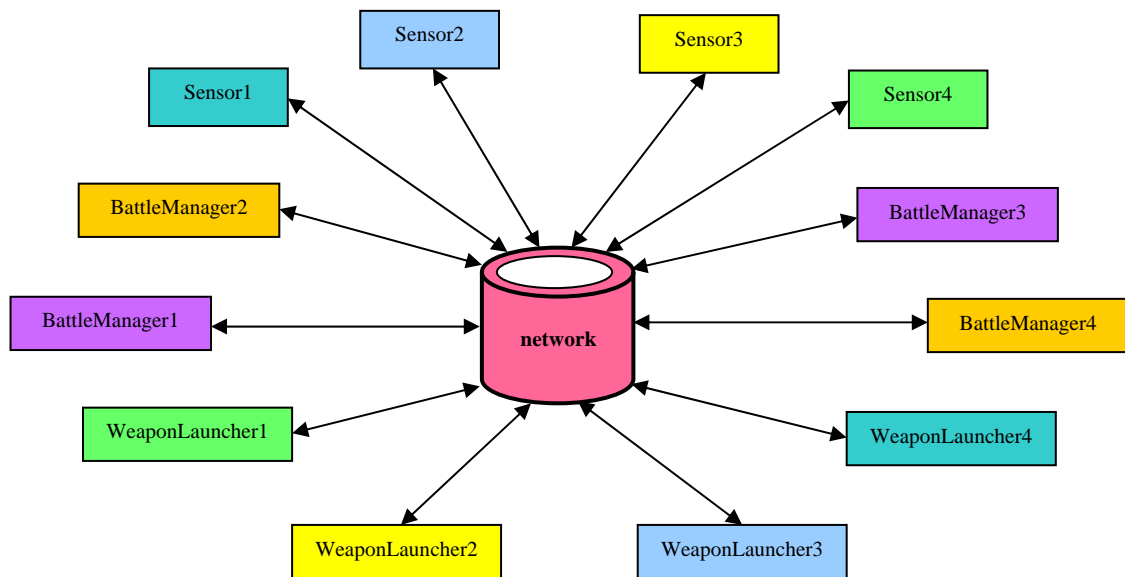 Sensor2
Sensor3
Sensor1
Sensor4
BattleManager2
BattleManager3
BattleManager1
network
BattleManager4
WeaponLauncher1
WeaponLauncher4
WeaponLauncher2
WeaponLauncher3